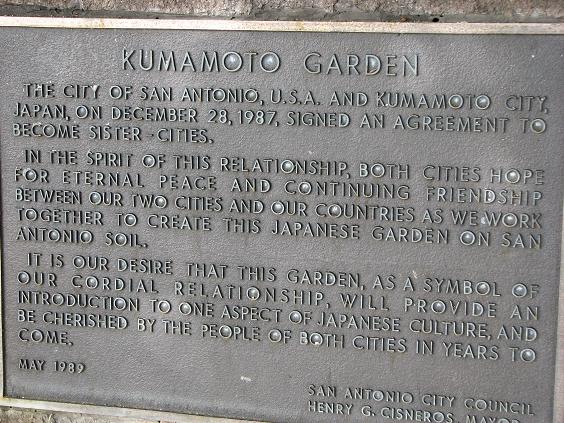 KUMAMOTO GARDEN
THE CITY OF SAN ANTONIO, U.S.A. AND KUMAMOTO CITY,
JAPAN, ON DECEMBER 28, 1987, SIGNED AN AGREEMENT TO
BECOME SISTER-CITIES.
IN THE SPIRIT OF THIS RELATIONSHIP, BOTH CITIES HOPE
FOR ETERNAL PEACE AND CONTINUING FRIENDSHIP
BETWEEN OUR TWO CITIES AND OUR COUNTRIES AS WE WORK
TOGETHER TO CREATE THIS JAPANESE GARDEN ON SAN
ANTONIO SOIL.
IT IS OUR DESIRE THAT THIS GARDEN, AS A SYMBOL OF
OUR CORDIAL RELATIONSHIP, WILL PROVIDE AN
INTRODUCTION TO ONE ASPECT OF JAPANESE CULTURE, AND
BE CHERISHED BY THE PEOPLE OF BOTH CITIES IN YEARS TO
COME.
MAY 1989
SAN ANTONIO CITY COUNCIL
HENRY G. CISNEROS, MAYOR